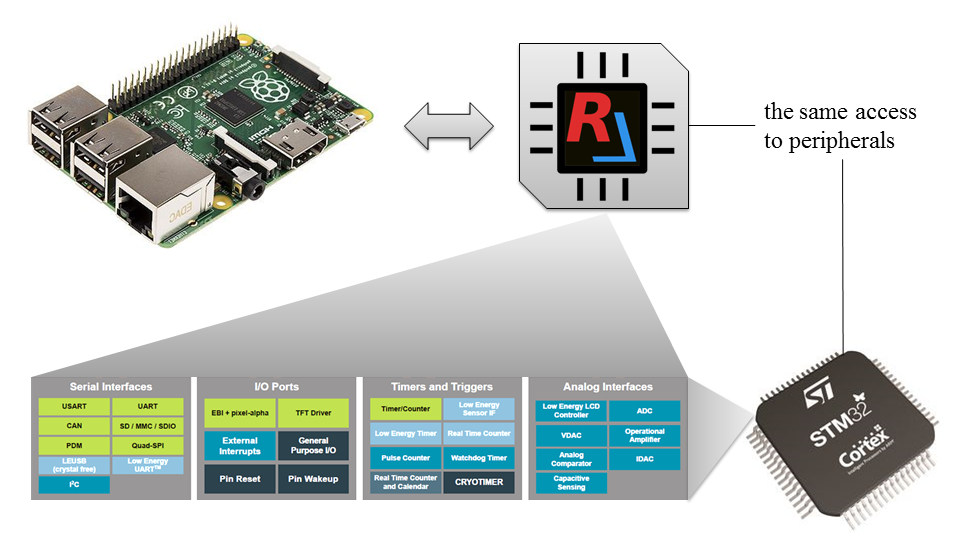 R
the same access
to peripherals
EDAC
HDMI
Serial Interfaces
USART
UART
CAN
SD / MMC / SDIO
PDM
Quad-SPI
LEUSB
(crystal free)
Low Energy
UART™
I²C
I/O Ports
EBI + pixel-alpha
TFT Driver
External
Interrupts
General
Purpose I/O
Pin Reset
Pin Wakeup
Timers and Triggers
Timer/Counter
Low Energy
Sensor IF
Low Energy Timer
Real Time Counter
Pulse Counter
Watchdog Timer
Real Time Counter
and Calendar
CRYOTIMER
Analog Interfaces
Low Energy LCD
Controller
ADC
VDAC
Operational
Amplifier
Analog
Comparator
IDAC
Capacitive
Sensing
ST
STM32
Cortex